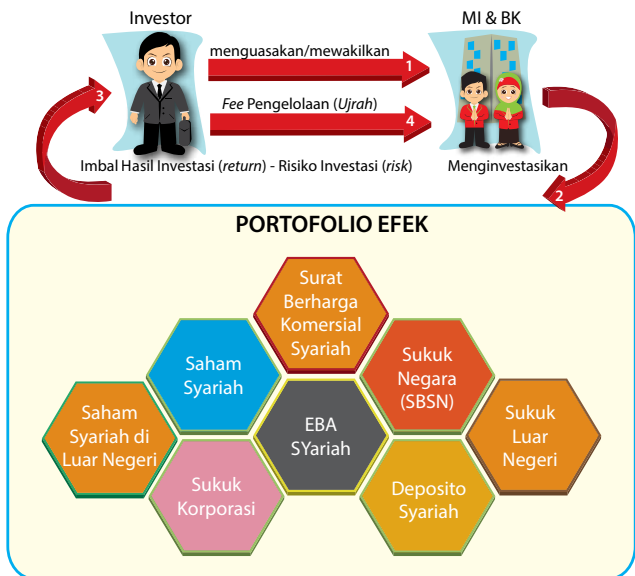 Investor
MI & BK
menguasakan/mewakilkan
1
3
Fee Pengelolaan (Ujrah)
4
Imbal Hasil Investasi (return) - Risiko Investasi (risk)
Menginvestasikan
2
PORTOFOLIO EFEK
Surat
Berharga
Komersial
Syariah
Saham
Syariah
Sukuk
Negara
(SBSN)
Saham
Syariah di
Luar Negeri
EBA
SYariah
Sukuk
Luar
Negeri
Sukuk
Korporasi
Deposito
Syariah